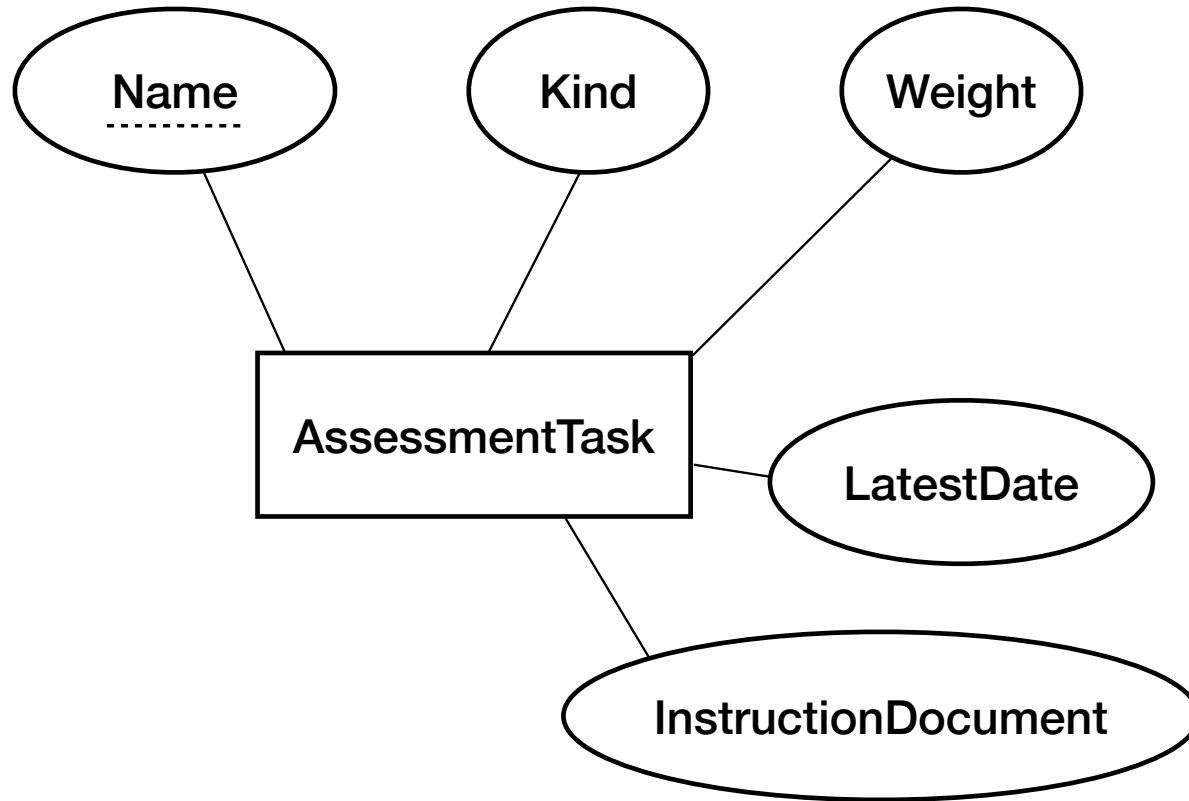 Name
Kind
Weight
AssessmentTask
LatestDate
InstructionDocument